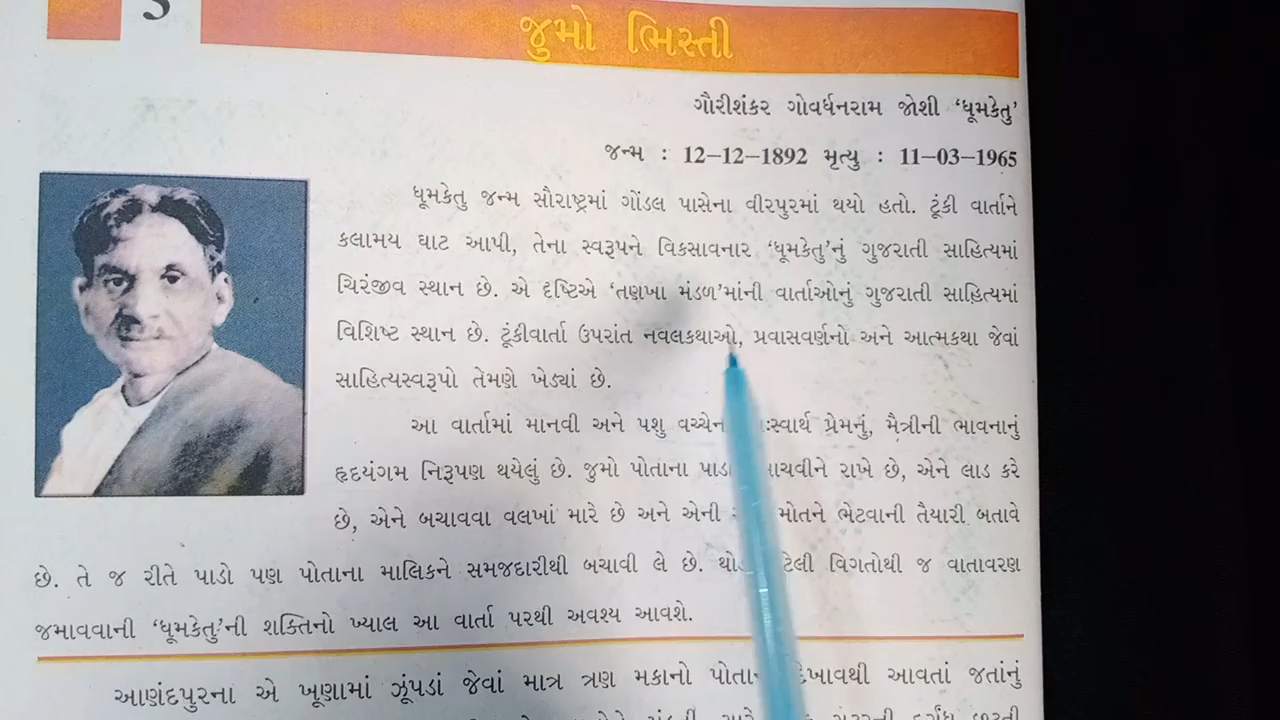 જુમો ભિસ્તી
ગૌરીશંકર ગોવર્ધનરામ જોશી ‘ધૂમકેતુ’
જન્મ : 12–12–1892 મૃત્યુ : 11–03–1965
ધૂમકેતુ જન્મ સૌરાષ્ટ્રમાં ગોંડલ પાસેના વીરપુરમાં થયો હતો. ટૂંકી વાર્તાને
કલામય ઘાટ આપી, તેના સ્વરૂપને વિકસાવનાર ‘ધૂમકેતુ’નું ગુજરાતી સાહિત્યમાં
ચિરંજીવ સ્થાન છે. એ દૃષ્ટિએ ‘તણખા મંડળ’માંની વાર્તાઓનું ગુજરાતી સાહિત્યમાં
વિશિષ્ટ સ્થાન છે. ટૂંકીવાર્તા ઉપરાંત નવલકથાઓ, પ્રવાસવર્ણનો અને આત્મકથા જેવાં
સાહિત્યસ્વરૂપો તેમણે ખેડ્યાં છે.
આ વાર્તામાં માનવી અને પશુ વચ્ચેન :સ્વાર્થ પ્રેમનું, મૈત્રીની ભાવનાનું
હૃદયંગમ નિરૂપણ થયેલું છે. જુમો પોતાના પાડા ાચવીને રાખે છે, એને લાડ કરે
છે, એને બચાવવા વલખાં મારે છે અને એની મોતને ભેટવાની તૈયારી બતાવે
છે. તે જ રીતે પાડો પણ પોતાના માલિકને સમજદારીથી બચાવી લે છે. થોડ ટેલી વિગતોથી જ વાતાવરણ
જમાવવાની ‘ધૂમકેતુ’ની શક્તિનો ખ્યાલ આ વાર્તા પરથી અવશ્ય આવશે.
આણંદપુરના એ ખૂણામાં ઝૂંપડાં જેવાં માત્ર ત્રણ મકાનો પોતાન દેખાવથી આવતાં જતાંનું